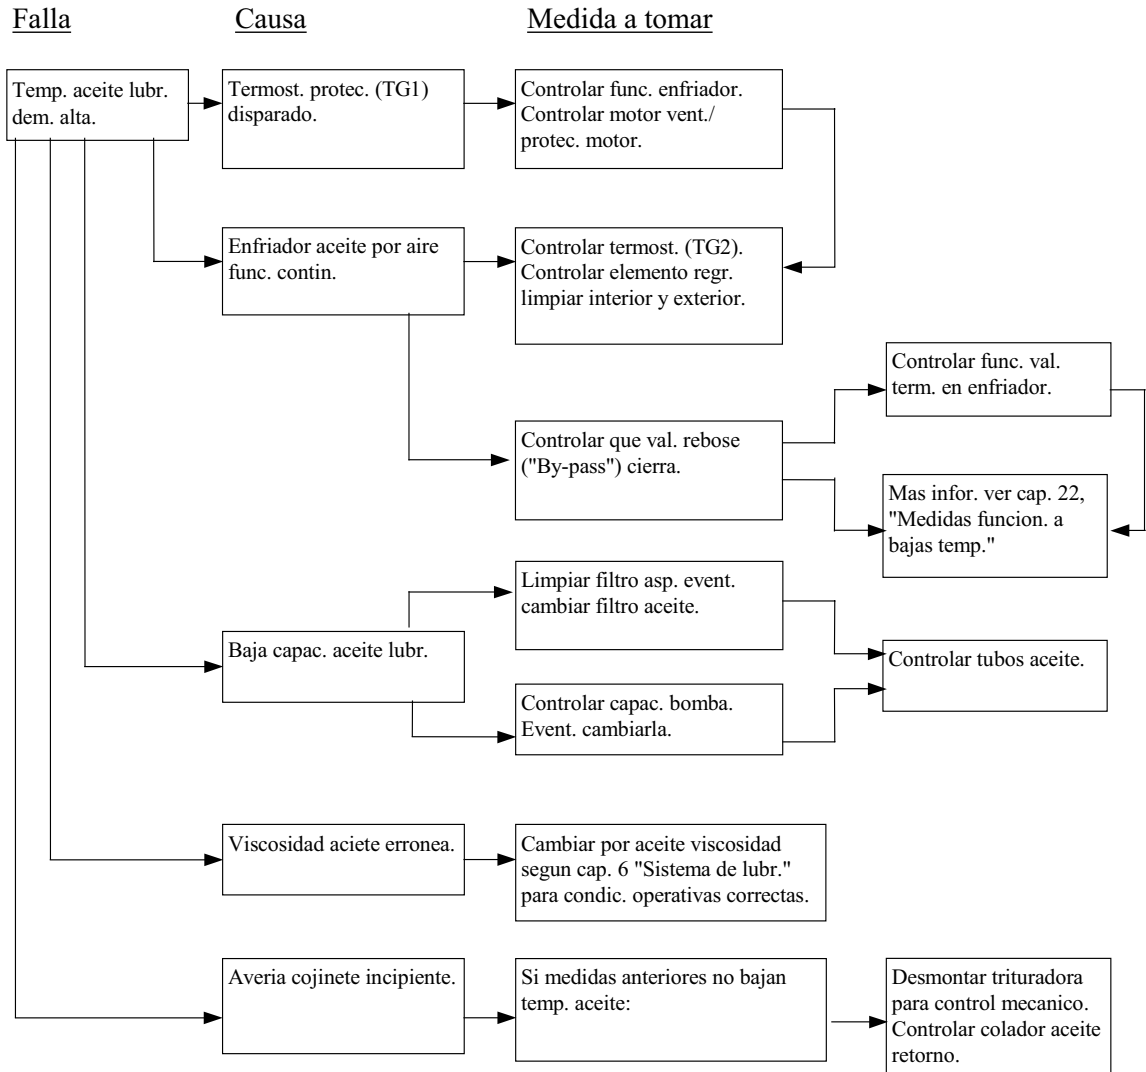 Falla
Causa
Medida a tomar
Temp. aceite lubr.
dem. alta.
Termost. protec. (TG1)
disparado.
Controlar func. enfriador.
Controlar motor vent./
protec. motor.
Enfriador aceite por aire
func. contin.
Controlar termost. (TG2).
Controlar elemento regr.
limpiar interior y exterior.
Controlar func. val.
term. en enfriador.
Controlar que val. rebose
("By-pass") cierra.
Mas infor. ver cap. 22,
"Medidas funcion. a
bajas temp."
Limpiar filtro asp. event.
cambiar filtro aceite.
Baja capac. aceite lubr.
Controlar tubos aceite.
Controlar capac. bomba.
Event. cambiarla.
Viscosidad aciete erronea.
Cambiar por aceite viscosidad
segun cap. 6 "Sistema de lubr."
para condic. operativas correctas.
Averia cojinete incipiente.
Si medidas anteriores no bajan
temp. aceite:
Desmontar trituradora
para control mecanico.
Controlar colador aceite
retorno.